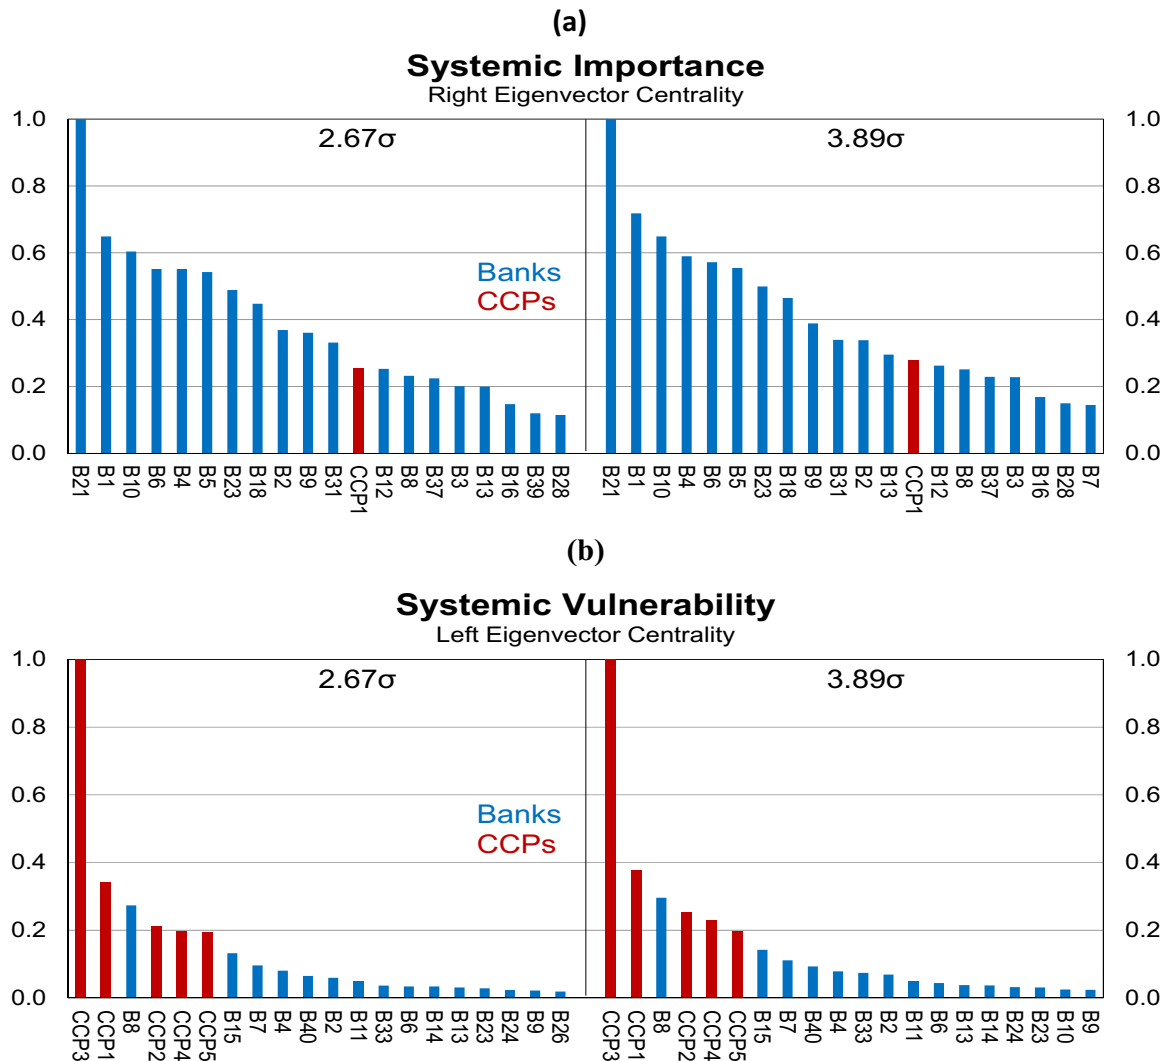 (a)
Systemic Importance
Right Eigenvector Centrality
1.0 2.67σ 3.89σ 1.0
0.8 0.8
0.6 0.6
Banks
CCPs
0.4 0.4
0.2 0.2
0.0 0.0
B21 B1 B10 B6 B4 B5 B23 B18 B2 B9 B31 CCP1 B12 B8 B37 B3 B13 B16 B39 B28 B21 B1 B10 B4 B6 B5 B23 B18 B9 B31 B2 B13 CCP1 B12 B8 B37 B3 B16 B28 B7
(b)
Systemic Vulnerability
Left Eigenvector Centrality
1.0 2.67σ 3.89σ 1.0
0.8 0.8
0.6 0.6
Banks
CCPs
0.4 0.4
0.2 0.2
0.0 0.0
CCP3 CCP1 B8 CCP2 CCP4 CCP5 B15 B7 B4 B40 B2 B11 B33 B6 B14 B13 B23 B24 B9 B26 CCP3 CCP1 B8 CCP2 CCP4 CCP5 B15 B7 B40 B4 B33 B2 B11 B6 B13 B14 B24 B23 B10 B9